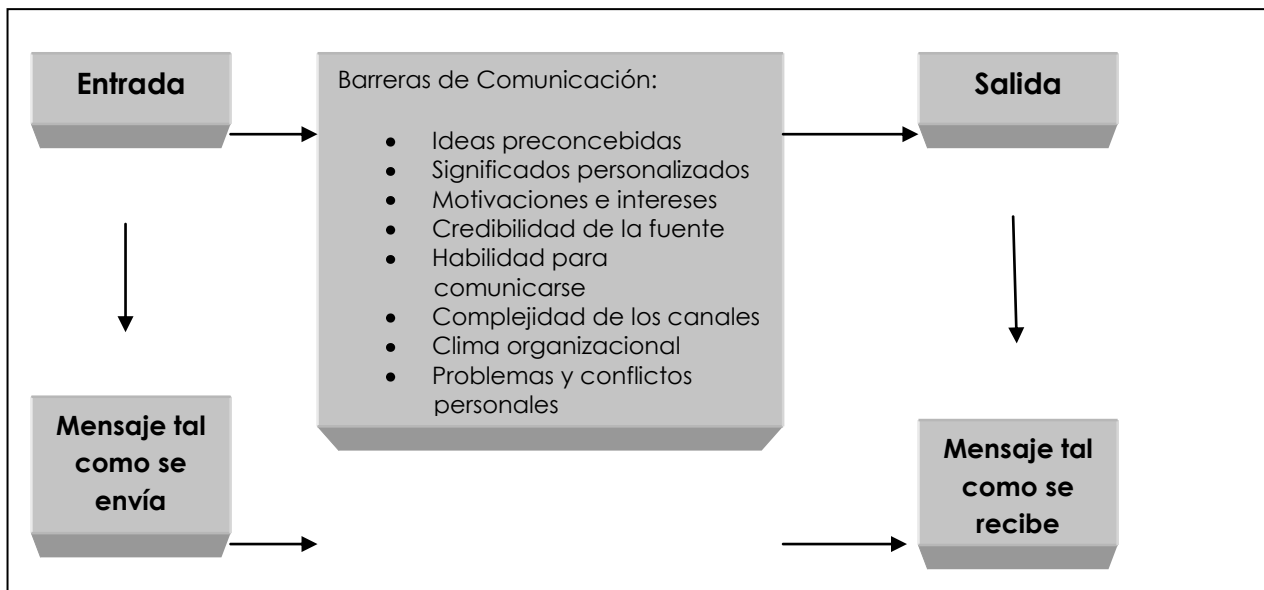 Entrada
Barreras de Comunicación:
• Ideas preconcebidas
• Significados personalizados
• Motivaciones e intereses
• Credibilidad de la fuente
• Habilidad para
comunicarse
• Complejidad de los canales
• Clima organizacional
• Problemas y conflictos
personales
Salida
Mensaje tal
como se
envía
Mensaje tal
como se
recibe